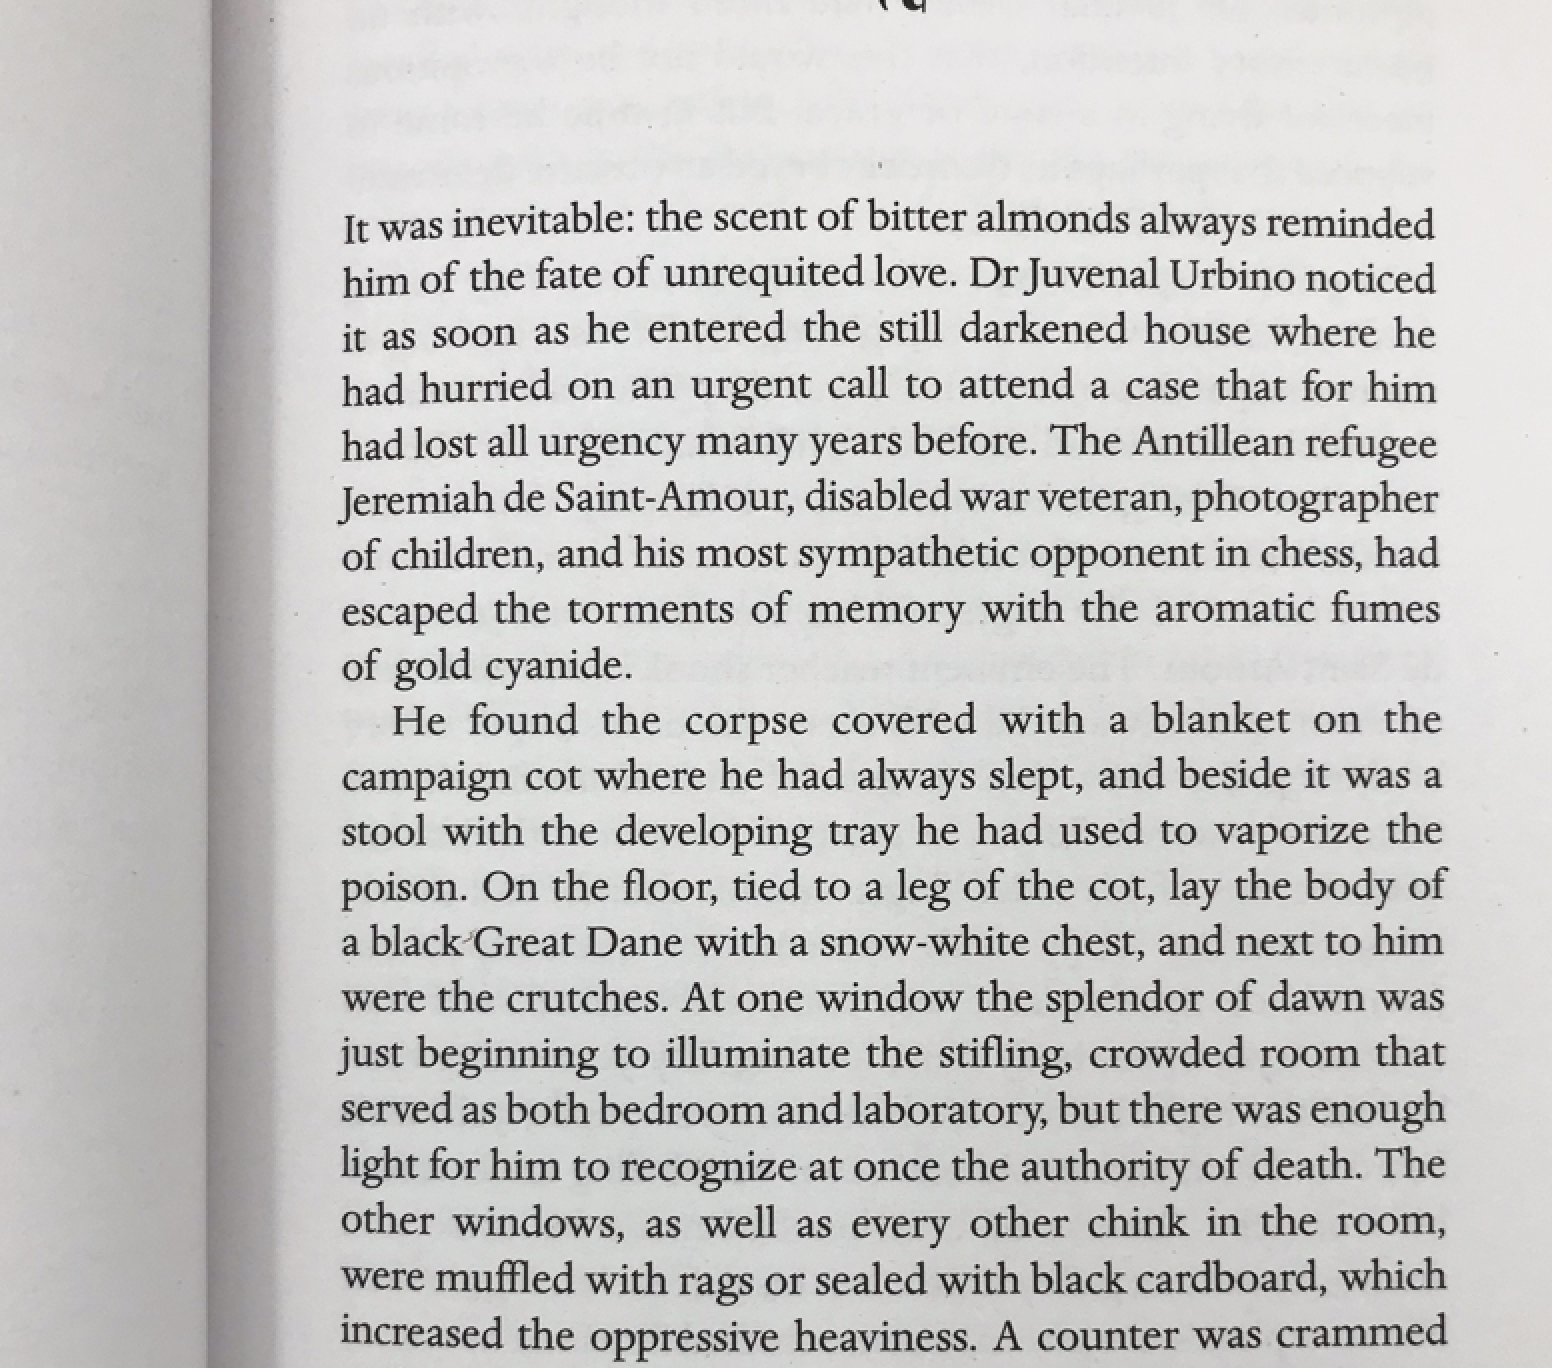 It was inevitable: the scent of bitter almonds always reminded
him of the fate of unrequited love. Dr Juvenal Urbino noticed
it as soon as he entered the still darkened house where he
had hurried on an urgent call to attend a case that for him
had lost all urgency many years before. The Antillean refugee
Jeremiah de Saint-Amour, disabled war veteran, photographer
of children, and his most sympathetic opponent in chess, had
escaped the torments of memory with the aromatic fumes
of gold cyanide.
He found the corpse covered with a blanket on the
campaign cot where he had always slept, and beside it was a
stool with the developing tray he had used to vaporize the
poison. On the floor, tied to a leg of the cot, lay the body of
a black Great Dane with a snow-white chest, and next to him
were the crutches. At one window the splendor of dawn was
just beginning to illuminate the stifling, crowded room that
served as both bedroom and laboratory, but there was enough
light for him to recognize at once the authority of death. The
other windows, as well as every other chink in the room,
were muffled with rags or sealed with black cardboard, which
increased the oppressive heaviness. A counter was crammed